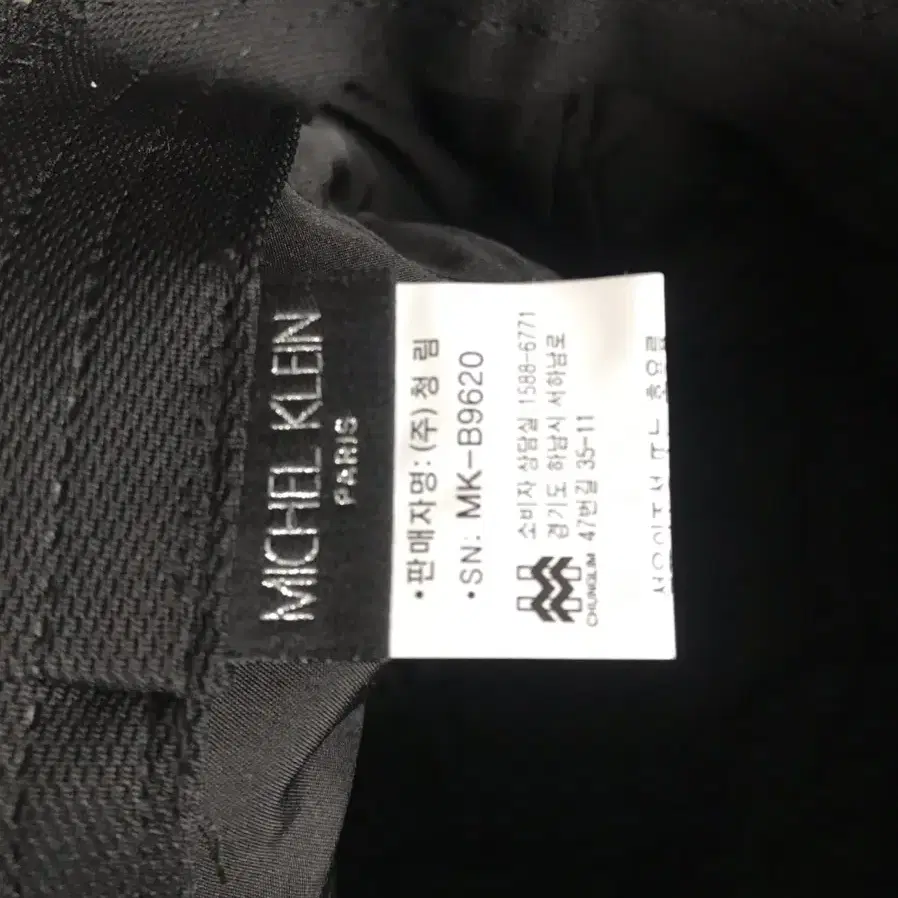 MICHEL KLEIN
PARIS
•판매자명: (주) 청 림
•SN: MK-B9620
소비자 상담실 1588-6771
경기도 하남시 서하남로
47번길 35-11
CHUNGLIM